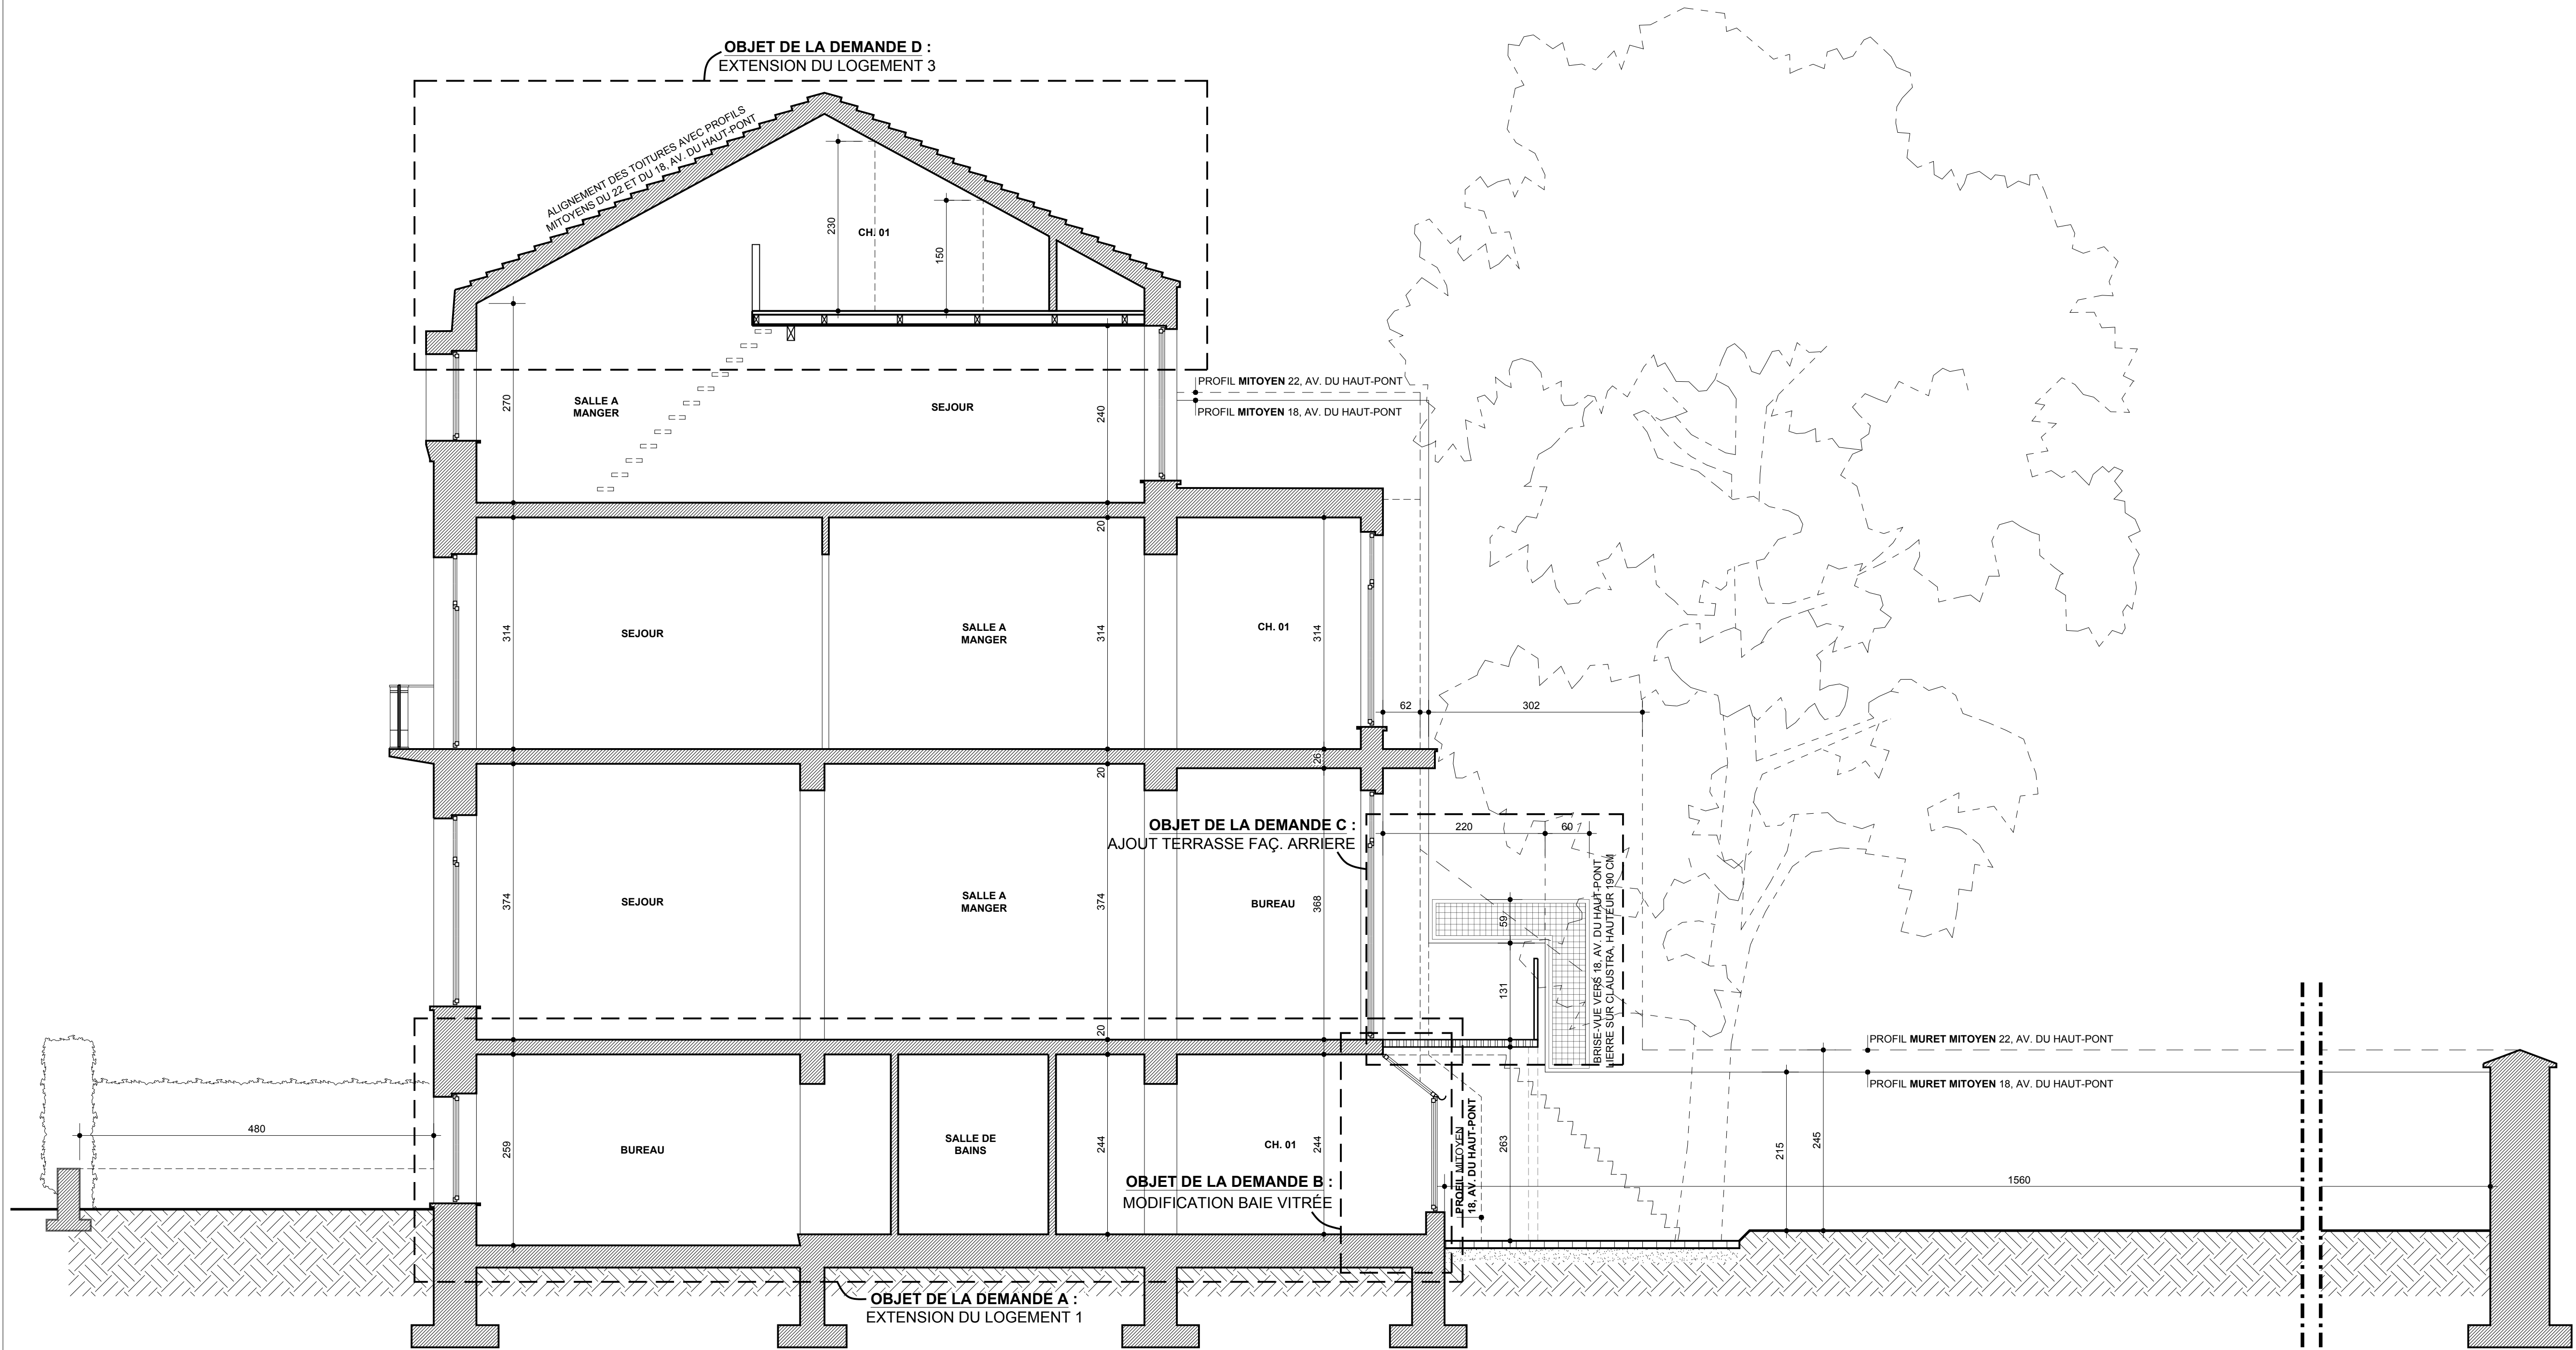 OBJET DE LA DEMANDE D :
EXTENSION DU LOGEMENT 3
ALIGNEMENT DES TOITURES AVEC PROFILS
MITOYENS DU 22 ET DU 18, AV. DU HAUT-PONT
230
CH. 01
150
270
SALLE A
MANGER
SEJOUR
240
PROFIL MITOYEN 22, AV. DU HAUT-PONT
PROFIL MITOYEN 18, AV. DU HAUT-PONT
20
314
SEJOUR
SALLE A
MANGER
314
CH. 01
314
62
302
20
26
OBJET DE LA DEMANDE C :
AJOUT TERRASSE FAÇ. ARRIERE
220
60
374
SEJOUR
SALLE A
MANGER
374
BUREAU
368
59
131
BRISE-VUE VERS 18, AV. DU HAUT-PONT
LIERRE SUR CLAUSTRA, HAUTEUR 190 CM
20
PROFIL MURET MITOYEN 22, AV. DU HAUT-PONT
PROFIL MURET MITOYEN 18, AV. DU HAUT-PONT
480
259
BUREAU
SALLE DE
BAINS
244
CH. 01
244
PROFIL MITOYEN
18, AV. DU HAUT-PONT
263
215
245
1560
OBJET DE LA DEMANDE B :
MODIFICATION BAIE VITRÉE
OBJET DE LA DEMANDE A :
EXTENSION DU LOGEMENT 1